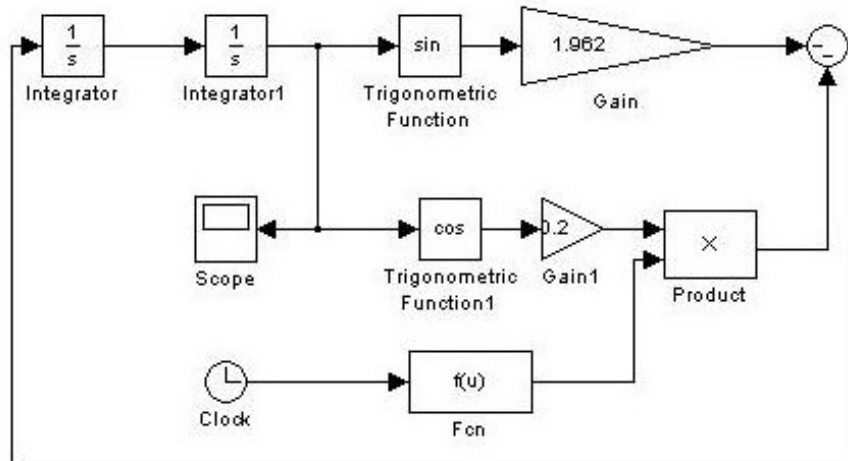 1
s
Integrator
1
s
Integrator1
sin
Trigonometric
Function
1.962
Gain
Scope
cos
Trigonometric
Function1
0.2
Gain1
×
Product
Clock
f(u)
Fcn